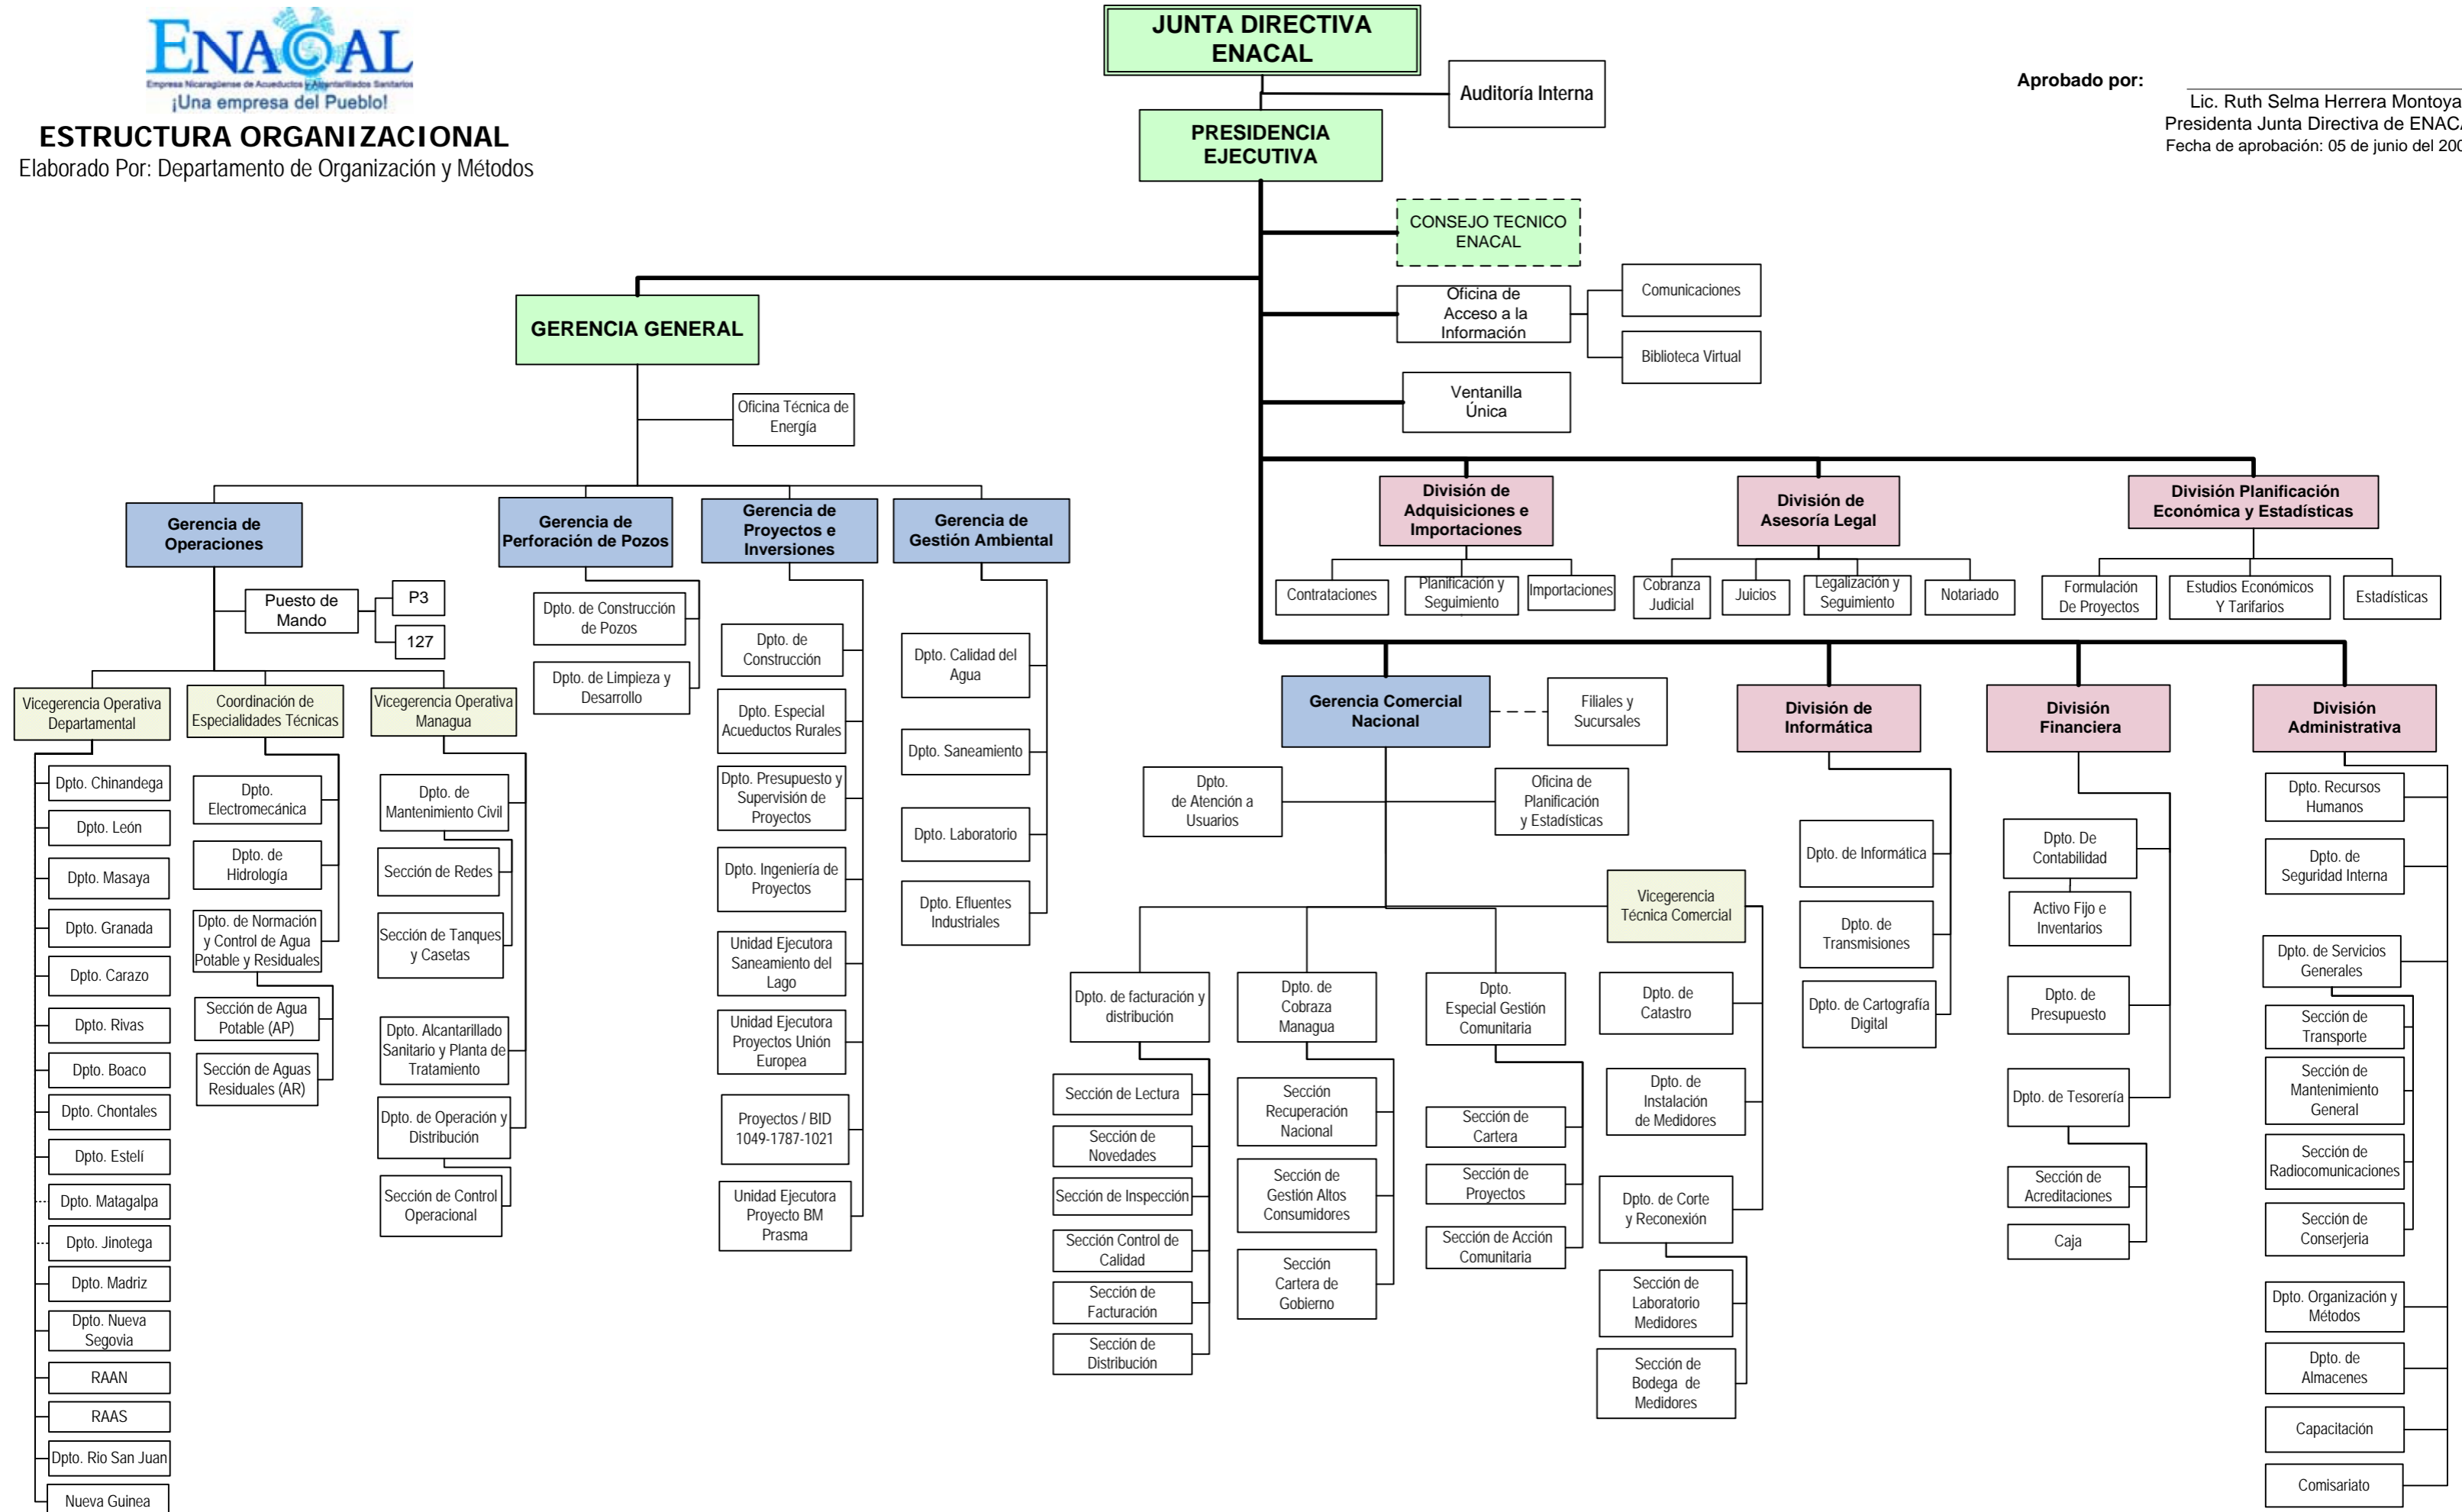 ENACAL
Empresa Nicaragüense de Acueductos y Alcantarillados Sanitarios
¡Una empresa del Pueblo!
ESTRUCTURA ORGANIZACIONAL
Elaborado Por: Departamento de Organización y Métodos
JUNTA DIRECTIVA
ENACAL
Auditoría Interna
PRESIDENCIA
EJECUTIVA
Aprobado por:
Lic. Ruth Selma Herrera Montoya
Presidenta Junta Directiva de ENACA
Fecha de aprobación: 05 de junio del 200
CONSEJO TECNICO
ENACAL
Oficina de
Acceso a la
Información
Comunicaciones
Biblioteca Virtual
Ventanilla
Única
GERENCIA GENERAL
Oficina Técnica de
Energía
Gerencia de
Operaciones
Gerencia de
Perforación de Pozos
Gerencia de
Proyectos e
Inversiones
Gerencia de
Gestión Ambiental
División de
Adquisiciones e
Importaciones
División de
Asesoría Legal
División Planificación
Económica y Estadísticas
Contrataciones
Planificación y
Seguimiento
Importaciones
Cobranza
Judicial
Juicios
Legalización y
Seguimiento
Notariado
Formulación
De Proyectos
Estudios Económicos
Y Tarifarios
Estadísticas
Puesto de
Mando
P3
127
Vicegerencia Operativa
Departamental
Coordinación de
Especialidades Técnicas
Vicegerencia Operativa
Managua
Dpto. Chinandega
Dpto. León
Dpto. Masaya
Dpto. Granada
Dpto. Carazo
Dpto. Rivas
Dpto. Boaco
Dpto. Chontales
Dpto. Estelí
Dpto. Matagalpa
Dpto. Jinotega
Dpto. Madriz
Dpto. Nueva
Segovia
RAAN
RAAS
Dpto. Rio San Juan
Nueva Guinea
Dpto.
Electromecánica
Dpto. de
Hidrología
Dpto. de Normación
y Control de Agua
Potable y Residuales
Sección de Agua
Potable (AP)
Sección de Aguas
Residuales (AR)
Dpto. de
Mantenimiento Civil
Sección de Redes
Sección de Tanques
y Casetas
Dpto. Alcantarillado
Sanitario y Planta de
Tratamiento
Dpto. de Operación y
Distribución
Sección de Control
Operacional
Dpto. de Construcción
de Pozos
Dpto. de Limpieza y
Desarrollo
Dpto. de
Construcción
Dpto. Especial
Acueductos Rurales
Dpto. Presupuesto y
Supervisión de
Proyectos
Dpto. Ingeniería de
Proyectos
Unidad Ejecutora
Saneamiento del
Lago
Unidad Ejecutora
Proyectos Unión
Europea
Proyectos / BID
1049-1787-1021
Unidad Ejecutora
Proyecto BM
Prasma
Dpto. Calidad del
Agua
Dpto. Saneamiento
Dpto. Laboratorio
Dpto. Efluentes
Industriales
Gerencia Comercial
Nacional
Filiales y
Sucursales
División de
Informática
División
Financiera
División
Administrativa
Dpto.
de Atención a
Usuarios
Oficina de
Planificación
y Estadísticas
Vicegerencia
Técnica Comercial
Dpto. de facturación y
distribución
Sección de Lectura
Sección de
Novedades
Sección de Inspección
Sección Control de
Calidad
Sección de
Facturación
Sección de
Distribución
Dpto. de
Cobraza
Managua
Sección
Recuperación
Nacional
Sección de
Gestión Altos
Consumidores
Sección
Cartera de
Gobierno
Dpto.
Especial Gestión
Comunitaria
Sección de
Cartera
Sección de
Proyectos
Sección de Acción
Comunitaria
Dpto. de
Catastro
Dpto. de
Instalación
de Medidores
Dpto. de Corte
y Reconexión
Sección de
Laboratorio
Medidores
Sección de
Bodega de
Medidores
Dpto. de Informática
Dpto. de
Transmisiones
Dpto. de Cartografía
Digital
Dpto. De
Contabilidad
Activo Fijo e
Inventarios
Dpto. de
Presupuesto
Dpto. de Tesorería
Sección de
Acreditaciones
Caja
Dpto. Recursos
Humanos
Dpto. de
Seguridad Interna
Dpto. de Servicios
Generales
Sección de
Transporte
Sección de
Mantenimiento
General
Sección de
Radiocomunicaciones
Sección de
Conserjeria
Dpto. Organización y
Métodos
Dpto. de
Almacenes
Capacitación
Comisariato